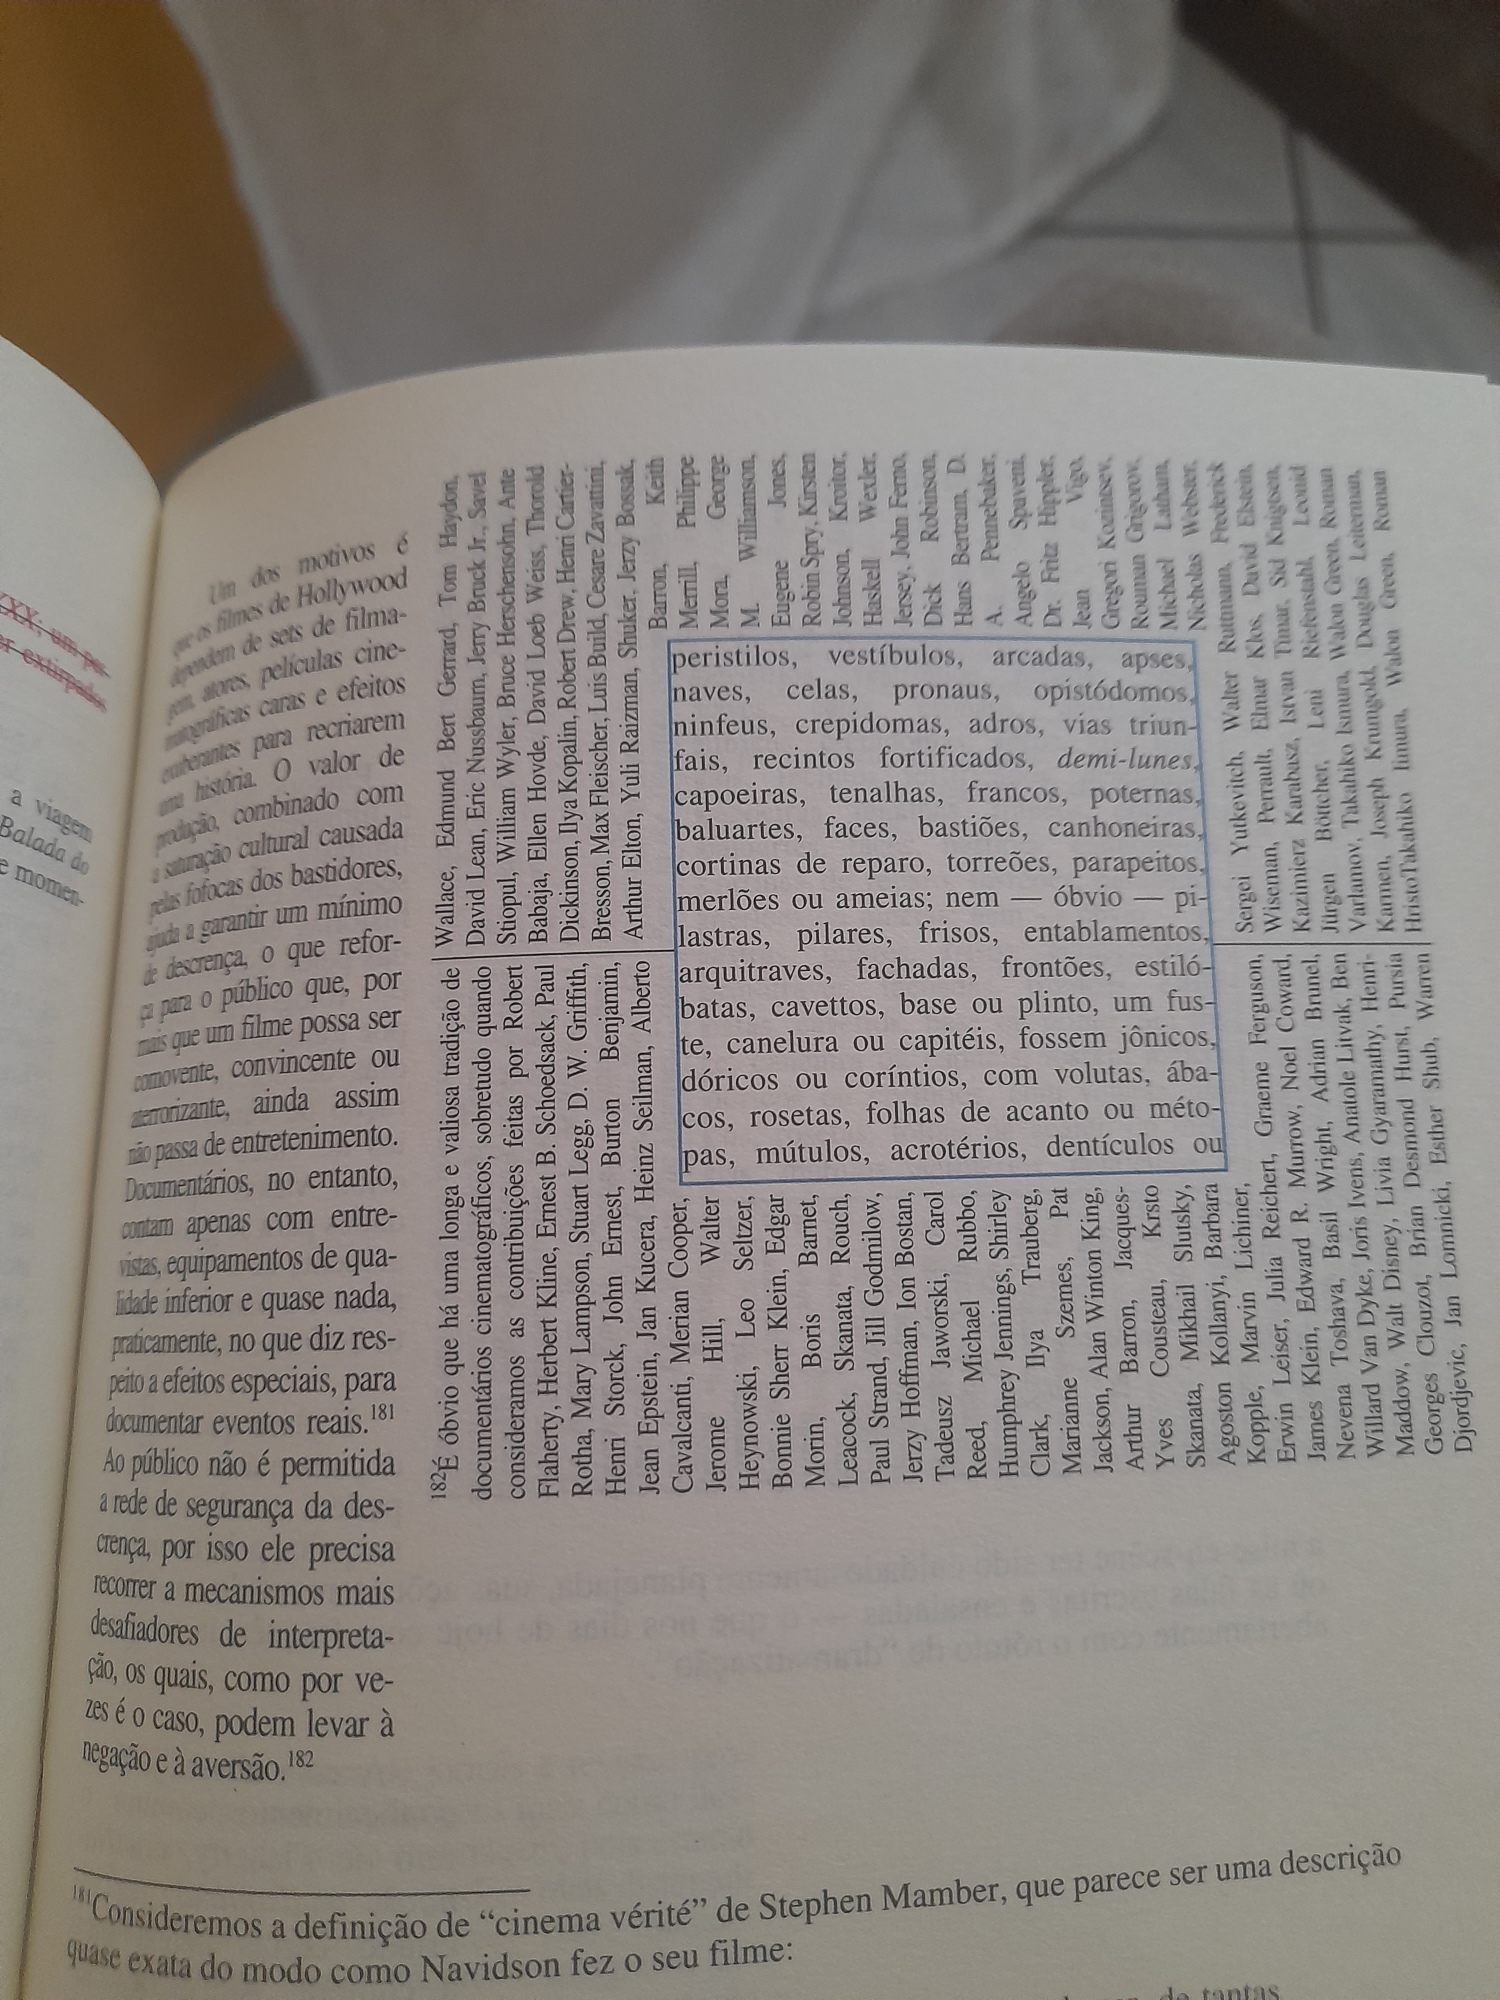 XXX; um pe-
er extirpado.
a viagem
Balada do
e momen-
Um dos motivos
que os filmes de Hollywood
dependem de sets de filma-
gem, atores, películas cine-
matográficas caras e efeitos
exuberantes para recriarem
uma história. O valor de
produção, combinado com
a saturação cultural causada
pelas fofocas dos bastidores,
ajuda a garantir um mínimo
de descrença, o que refor-
ça para o público que, por
mais que um filme possa ser
comovente, convincente ou
aterrorizante, ainda assim
não passa de entretenimento.
Documentários, no entanto,
contam apenas com entre-
vistas, equipamentos de qua-
lidade inferior e quase nada,
praticamente, no que diz res-
peito a efeitos especiais, para
documentar eventos reais.181
Ao público não é permitida
a rede de segurança da des-
crença, por isso ele precisa
recorrer a mecanismos mais
desafiadores de interpreta-
ção, os quais, como por ve-
zes é o caso, podem levar à
negação e à aversão.182
peristilos, vestíbulos, arcadas, apses,
naves, celas, pronaus, opistódomos,
ninfeus, crepidomas, adros, vias triun-
fais, recintos fortificados, demi-lunes,
capoeiras, tenalhas, francos, poternas,
baluartes, faces, bastiões, canhoneiras,
cortinas de reparo, torreões, parapeitos,
merlões ou ameias; nem — óbvio — pi-
lastras, pilares, frisos, entablamentos,
arquitraves, fachadas, frontões, estiló-
batas, cavettos, base ou plinto, um fus-
te, canelura ou capitéis, fossem jônicos,
dóricos ou coríntios, com volutas, ába-
cos, rosetas, folhas de acanto ou méto-
pas, mútulos, acrotérios, dentículos ou
182É óbvio que há uma longa e valiosa tradição de
documentários cinematográficos, sobretudo quando
consideramos as contribuições feitas por Robert
Flaherty, Herbert Kline, Ernest B. Schoedsack, Paul
Rotha, Mary Lampson, Stuart Legg, D. W. Griffith,
Henri Storck, John Ernest, Burton Benjamin,
Jean Epstein, Jan Kucera, Heinz Seilman, Alberto
Cavalcanti, Merian Cooper,
Jerome Hill, Walter
Heynowski, Leo Seltzer,
Bonnie Sherr Klein, Edgar
Morin, Boris Barnet,
Leacock, Skanata, Rouch,
Paul Strand, Jill Godmilow,
Jerzy Hoffman, Ion Bostan,
Tadeusz Jaworski, Carol
Reed, Michael Rubbo,
Humphrey Jennings, Shirley
Clark, Ilya Trauberg,
Marianne Szemes, Pat
Jackson, Alan Winton King,
Arthur Barron, Jacques-
Yves Cousteau, Krsto
Skanata, Mikhail Slutsky,
Agoston Kollanyi, Barbara
Kopple, Marvin Lichiner,
Erwin Leiser, Julia Reichert, Graeme Ferguson,
James Klein, Edward R. Murrow, Noel Coward,
Nevena Toshava, Basil Wright, Adrian Brunel,
Willard Van Dyke, Joris Ivens, Anatole Litvak, Ben
Maddow, Walt Disney, Livia Gyaramathy, Henri-
Georges Clouzot, Brian Desmond Hurst, Pursia
Djordjevic, Jan Lomnicki, Esther Shub, Warren
Wallace, Edmund Bert Gerrard, Tom Haydon,
David Lean, Eric Nussbaum, Jerry Bruck Jr., Savel
Stiopul, William Wyler, Bruce Herschensohn, Ante
Babaja, Ellen Hovde, David Loeb Weiss, Thorold
Dickinson, Ilya Kopalin, Robert Drew, Henri Cartier-
Bresson, Max Fleischer, Luis Build, Cesare Zavattini,
Arthur Elton, Yuli Raizman, Shuker, Jerzy Bossak,
Barron, Keith
Merrill, Philippe
Mora, George
M. Williamson,
Eugene Jones,
Robin Spry, Kirsten
Johnson, Kroitor,
Haskell Wexler,
Jersey, John Ferno,
Dick Robinson,
Hans Bertram, D.
A. Pennebaker,
Angelo Spaveni,
Dr. Fritz Hippler,
Jean Vigo,
Gregori Kozintsev,
Rouman Grigorov,
Michael Latham,
Nicholas Webster,
Sergei Yukevitch, Walter Ruttmann, Frederick
Wiseman, Perrault, Elmar Klos, David Elstein,
Kazimierz Karabasz, Istvan Timar, Sid Knigtsen,
Jürgen Böttcher, Leni Riefenstahl, Leonid
Varlamov, Takahiko Ismura, Walon Green, Roman
Karmen, Joseph Krungold, Douglas Leiterman,
HristoTakahiko Iimura, Walon Green, Roman
181Consideremos a definição de “cinema vérité” de Stephen Mamber, que parece ser uma descrição
quase exata do modo como Navidson fez o seu filme:
de tantas